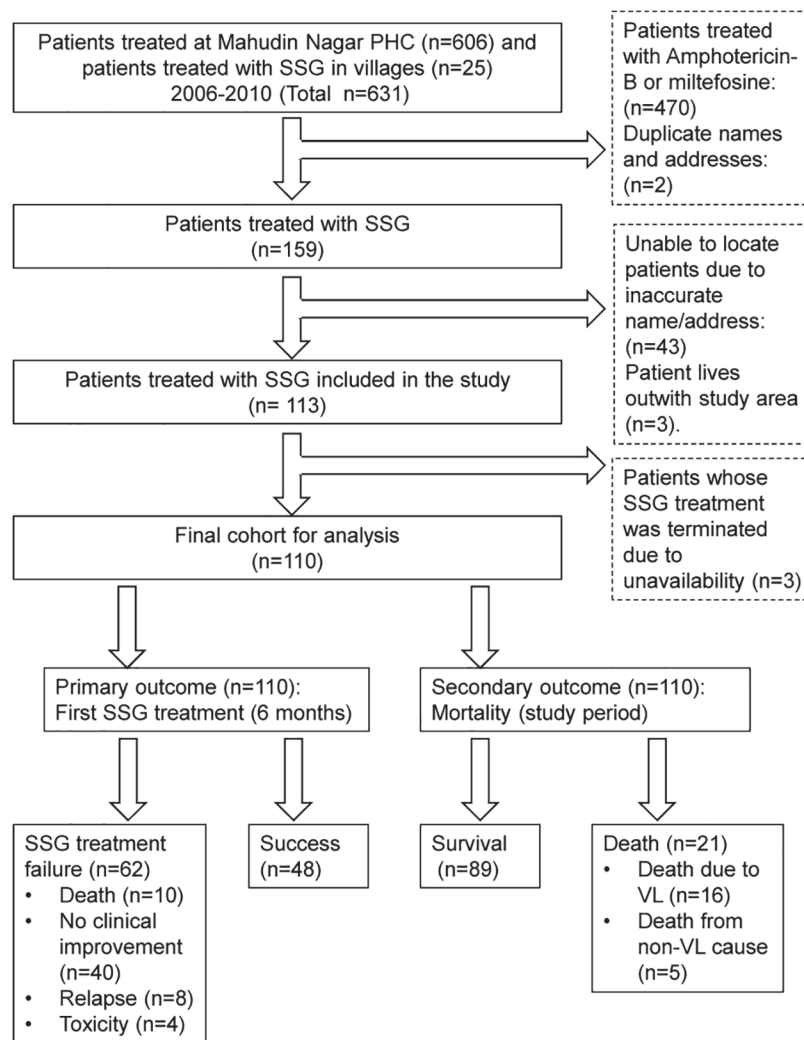 Patients treated at Mahudin Nagar PHC (n=606) and
patients treated with SSG in villages (n=25)
2006-2010 (Total n=631)
Patients treated
with Amphotericin-
B or miltefosine:
(n=470)
Duplicate names
and addresses:
(n=2)
Patients treated with SSG
(n=159)
Unable to locate
patients due to
inaccurate
name/address:
(n=43)
Patient lives
outwith study area
(n=3).
Patients treated with SSG included in the study
(n= 113)
Patients whose
SSG treatment
was terminated
due to
unavailability (n=3)
Final cohort for analysis
(n=110)
Primary outcome (n=110):
First SSG treatment (6 months)
Secondary outcome (n=110):
Mortality (study period)
SSG treatment
failure (n=62)
• Death (n=10)
• No clinical
improvement
(n=40)
• Relapse (n=8)
• Toxicity (n=4)
Success
(n=48)
Survival
(n=89)
Death (n=21)
• Death due to
VL (n=16)
• Death from
non-VL cause
(n=5)